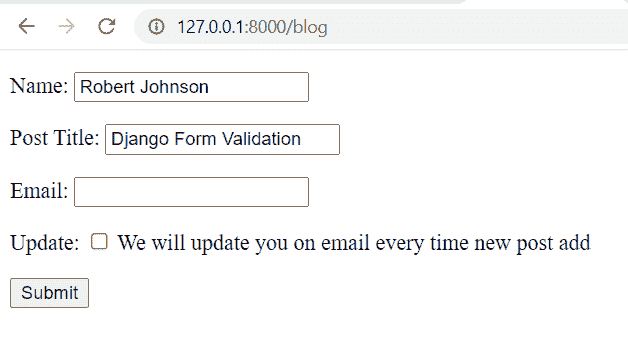 127.0.0.1:8000/blog
Name: Robert Johnson
Post Title: Django Form Validation
Email:
Update: We will update you on email every time new post add
Submit